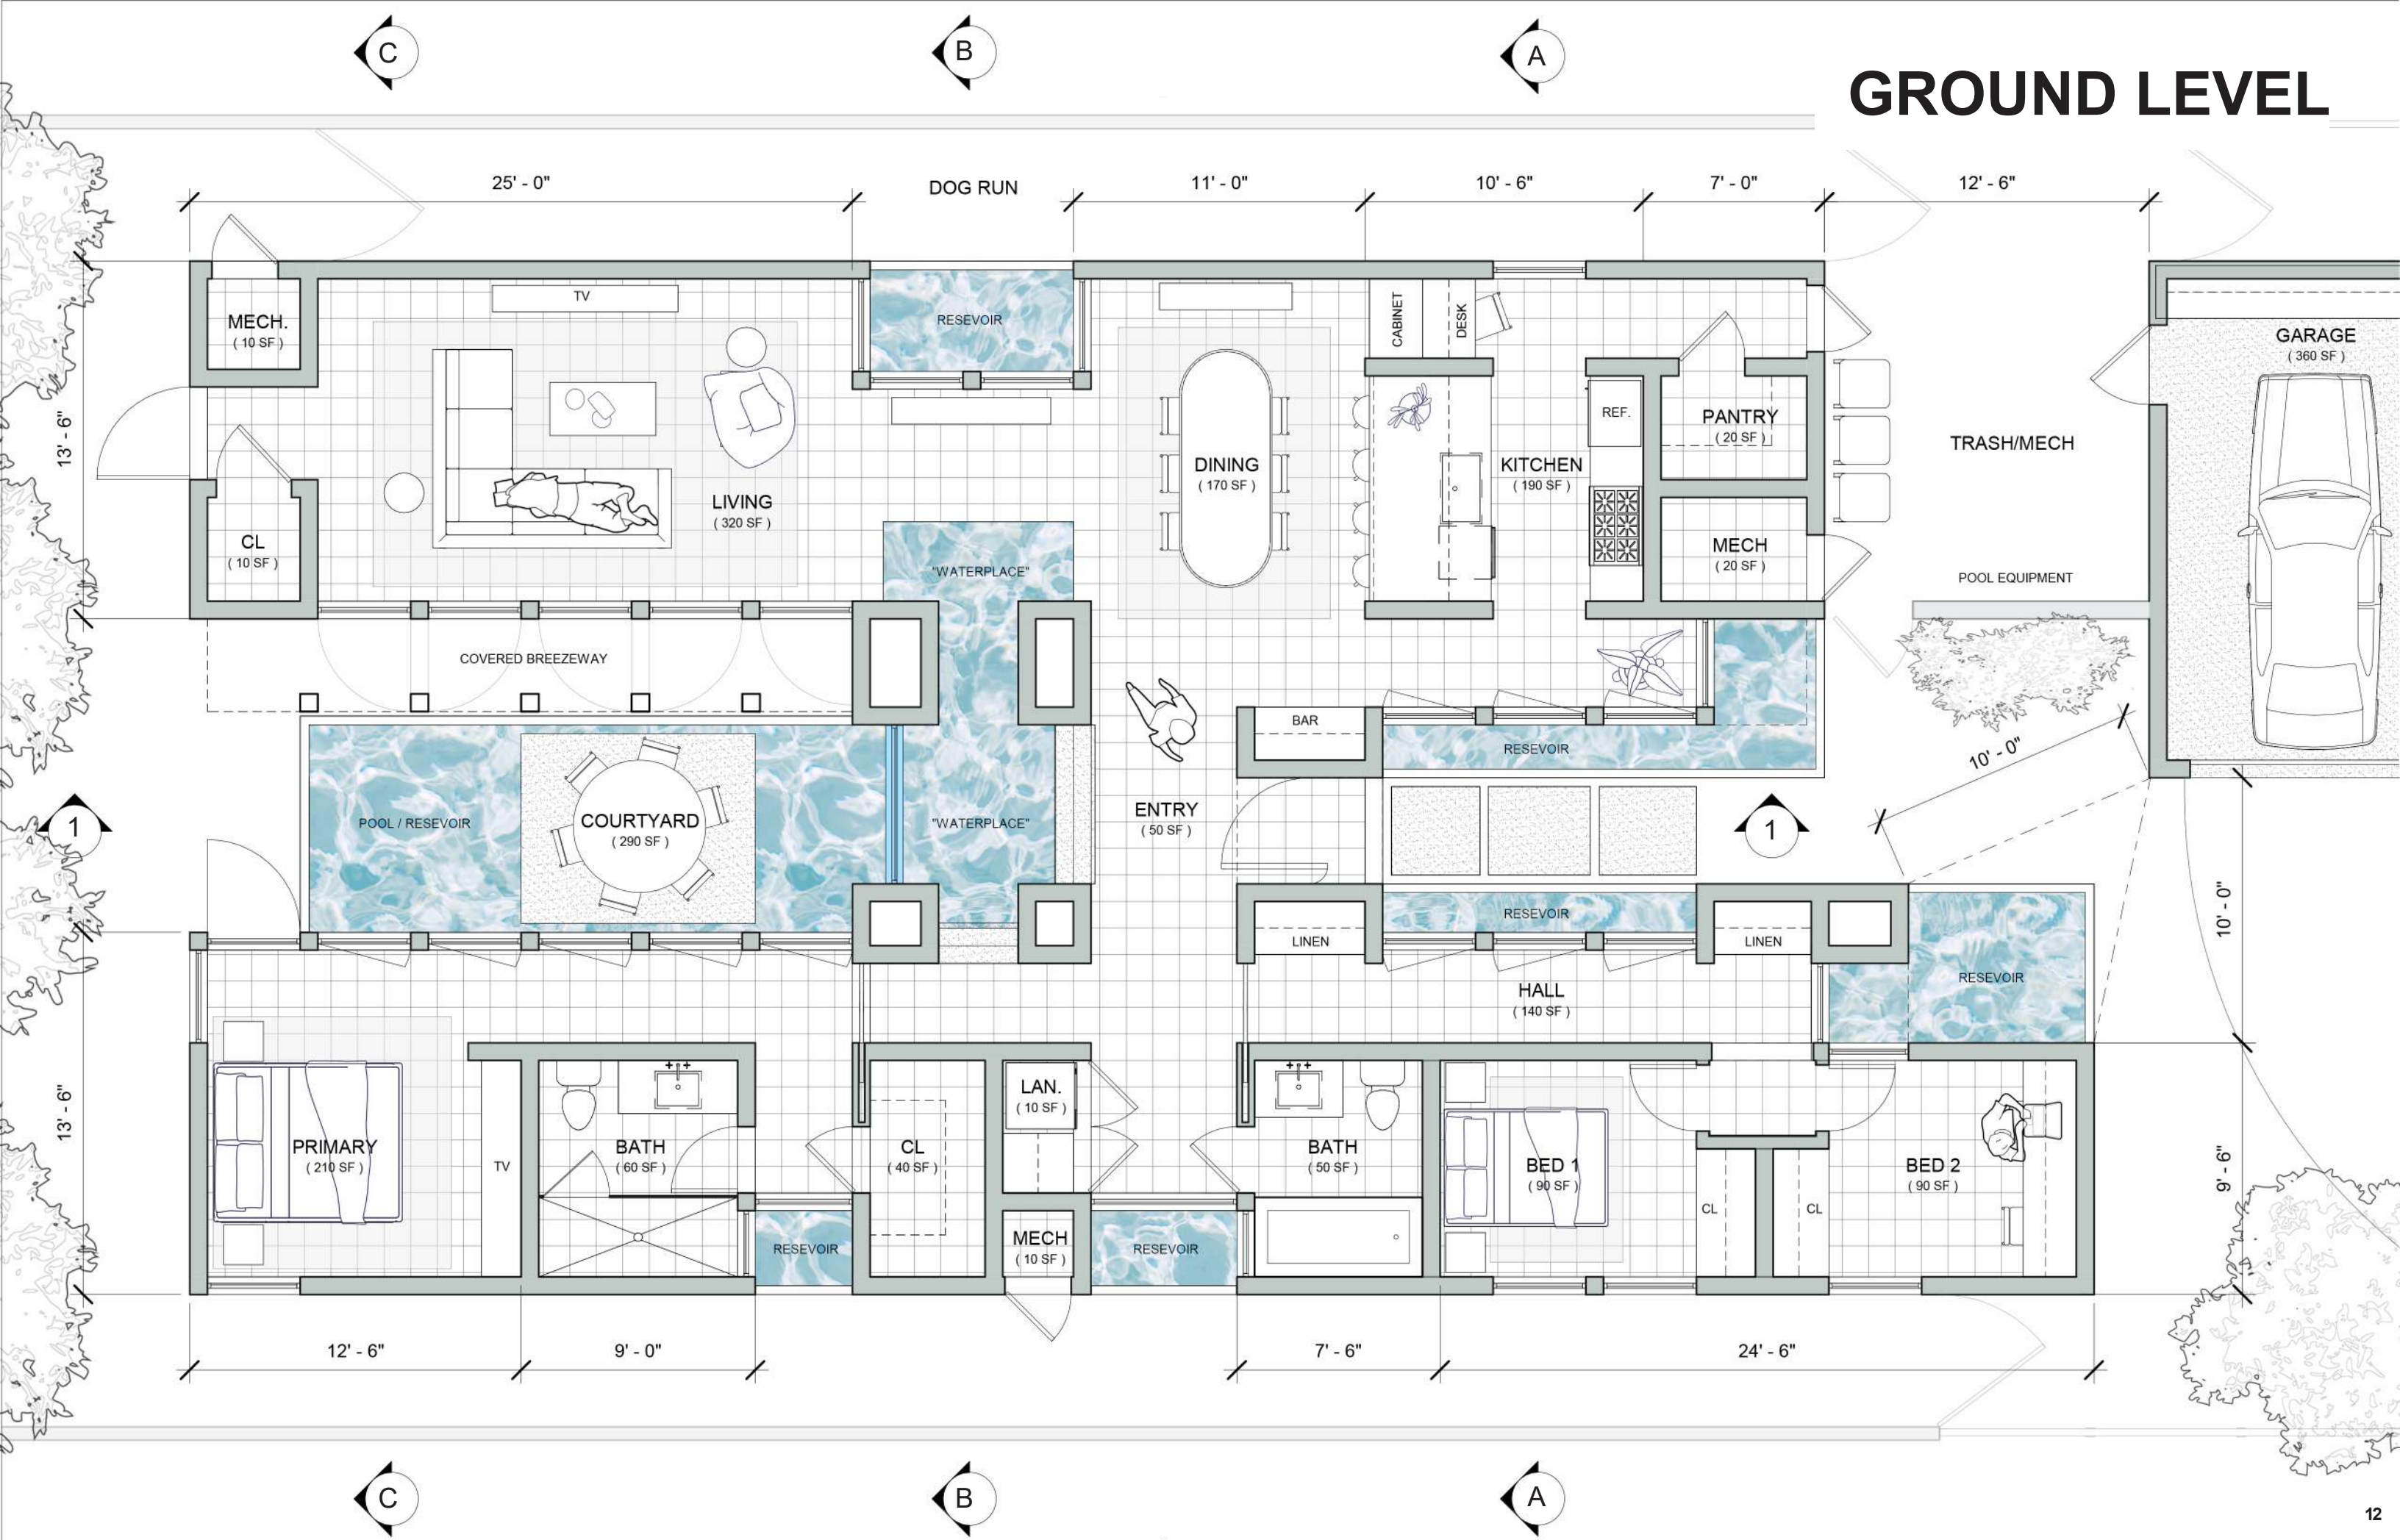 C
B
A
GROUND LEVEL
25' - 0"
DOG RUN
11' - 0"
10' - 6"
7' - 0"
12' - 6"
MECH.
( 10 SF )
TV
RESEVOIR
CABINET
DESK
GARAGE
( 360 SF )
13' - 6"
REF.
PANTRY
( 20 SF )
TRASH/MECH
DINING
( 170 SF )
KITCHEN
( 190 SF )
LIVING
( 320 SF )
CL
( 10 SF )
MECH
( 20 SF )
"WATERPLACE"
POOL EQUIPMENT
COVERED BREEZEWAY
BAR
RESEVOIR
10' - 0"
1
POOL / RESEVOIR
COURTYARD
( 290 SF )
"WATERPLACE"
ENTRY
( 50 SF )
1
10' - 0"
RESEVOIR
LINEN
LINEN
RESEVOIR
HALL
( 140 SF )
13' - 6"
LAN.
( 10 SF )
PRIMARY
( 210 SF )
TV
BATH
( 60 SF )
CL
( 40 SF )
BATH
( 50 SF )
BED 1
( 90 SF )
BED 2
( 90 SF )
9' - 6"
CL
CL
RESEVOIR
MECH
( 10 SF )
RESEVOIR
12' - 6"
9' - 0"
7' - 6"
24' - 6"
C
B
A
12